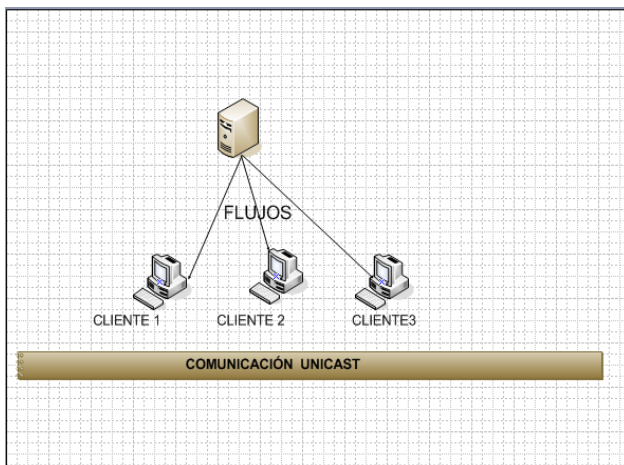 FLUJOS
CLIENTE 1
CLIENTE 2
CLIENTE3
COMUNICACIÓN UNICAST